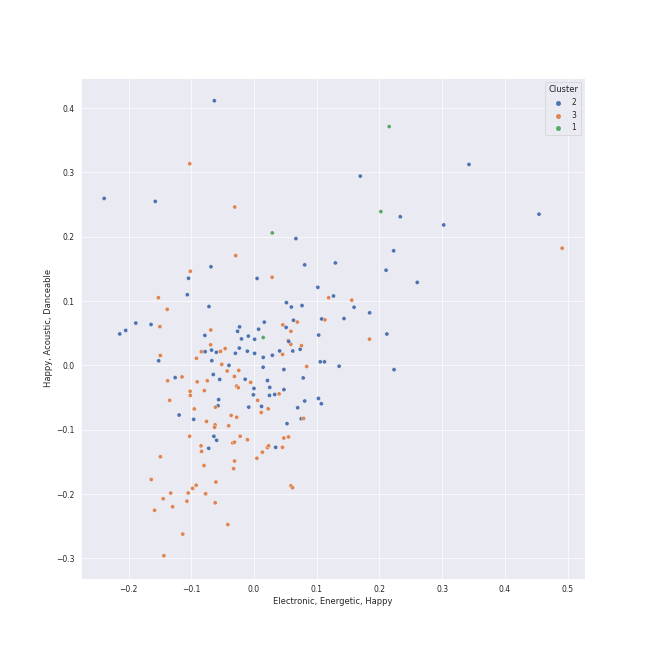 Cluster
2
3
1
0.4
0.3
0.2
0.1
0.0
−0.1
−0.2
−0.3
Happy, Acoustic, Danceable
−0.2 −0.1 0.0 0.1 0.2 0.3 0.4 0.5
Electronic, Energetic, Happy